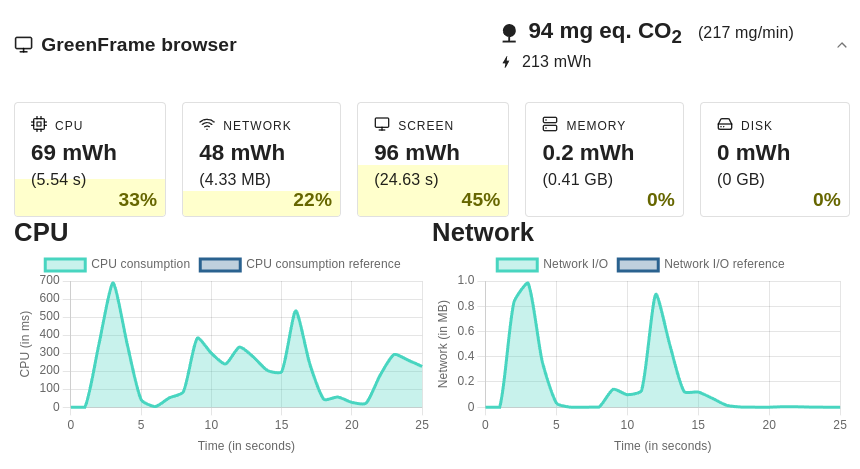 GreenFrame browser
94 mg eq. CO2 (217 mg/min)
213 mWh
CPU
69 mWh
(5.54 s)
33%
NETWORK
48 mWh
(4.33 MB)
22%
SCREEN
96 mWh
(24.63 s)
45%
MEMORY
0.2 mWh
(0.41 GB)
0%
DISK
0 mWh
(0 GB)
0%
CPU
CPU consumption CPU consumption reference
CPU (in ms)
700
600
500
400
300
200
100
0
0 5 10 15 20 25
Time (in seconds)
Network
Network I/O Network I/O reference
Network (in MB)
1.0
0.8
0.6
0.4
0.2
0
0 5 10 15 20 25
Time (in seconds)